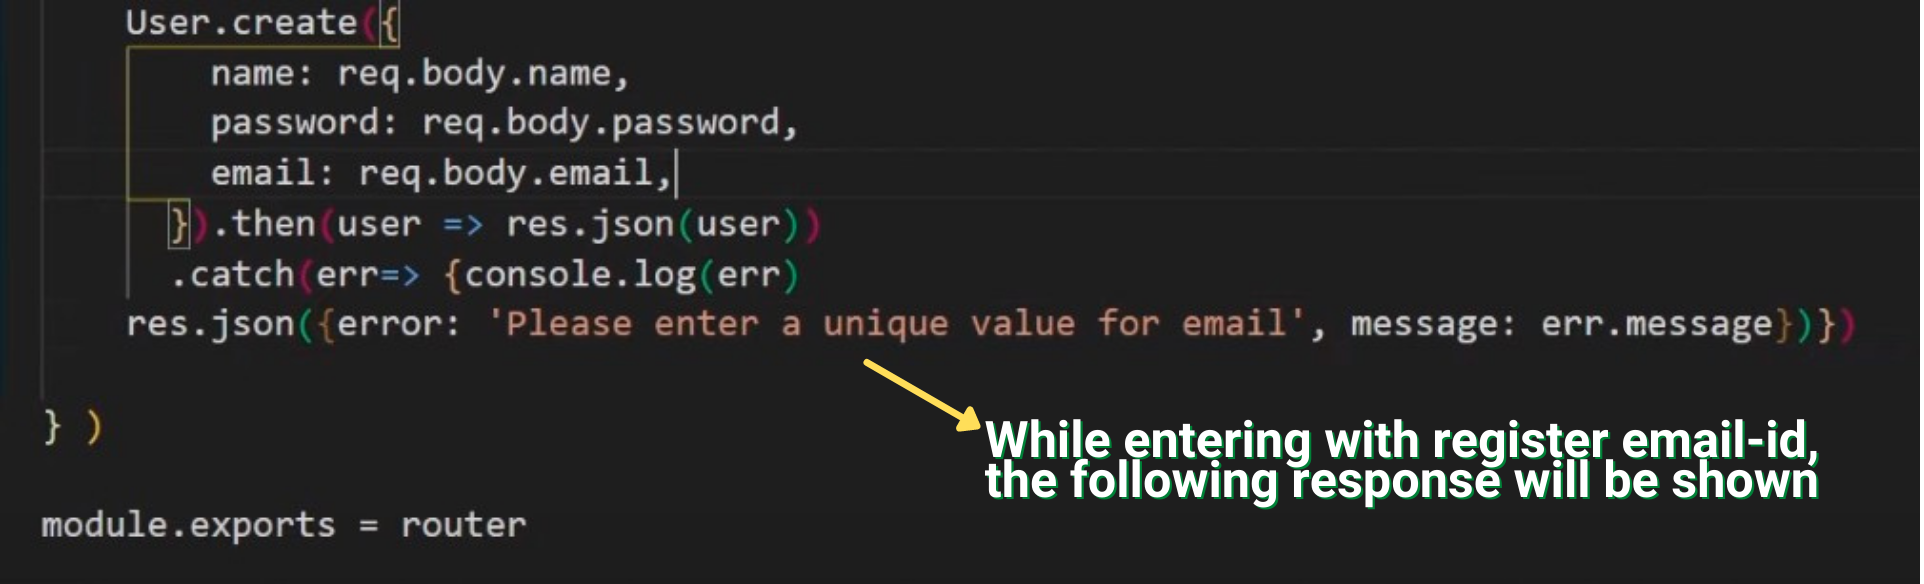 User.create({
name: req.body.name,
password: req.body.password,
email: req.body.email,
}).then(user => res.json(user))
.catch(err=> {console.log(err)
res.json({error: 'Please enter a unique value for email', message: err.message})})
} )
While entering with register email-id,
the following response will be shown
module.exports = router